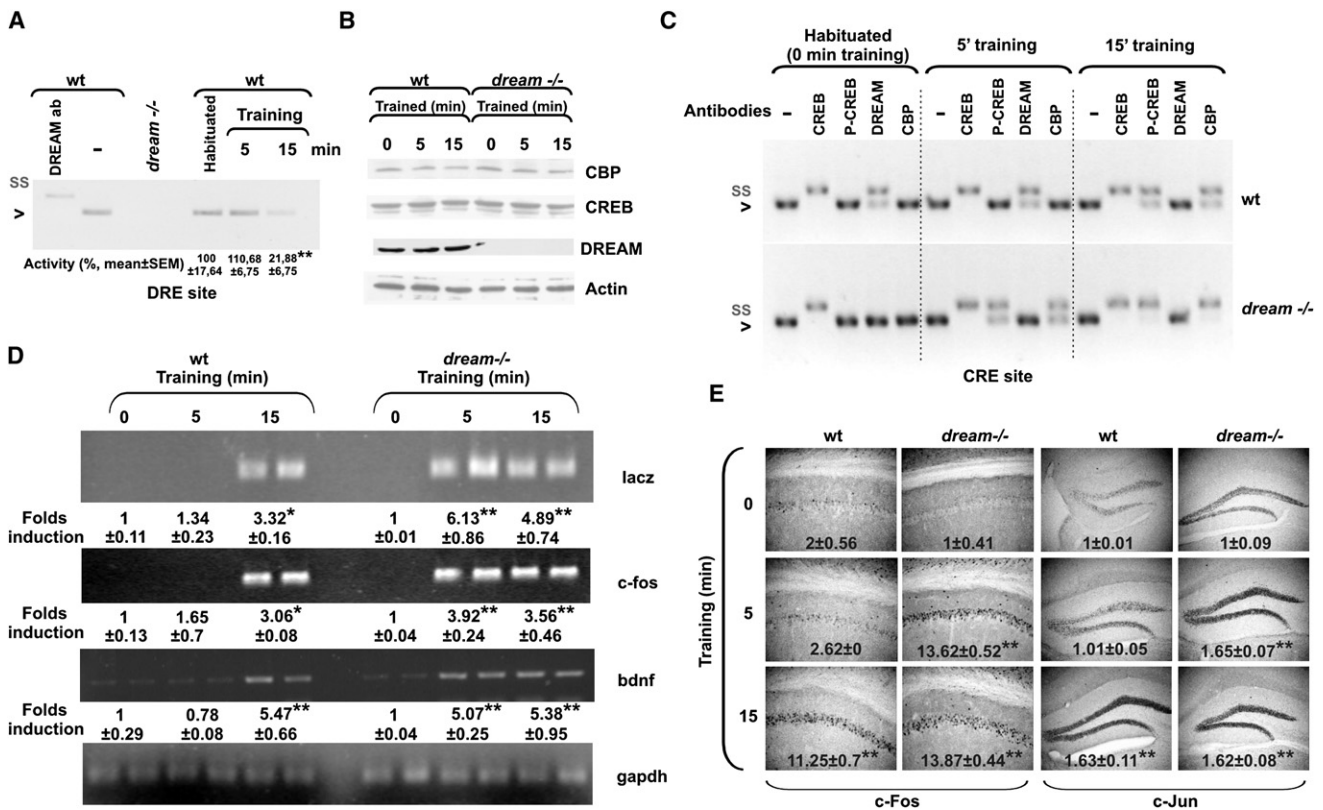 A
wt
wt
DREAM ab
–
dream -/-
Habituated
Training
5 15 min
SS
>
Activity (%, mean±SEM)
100 ±17,64
110,68 ±6,75
21,88** ±6,75
DRE site
B
wt dream -/-
Trained (min) Trained (min)
0 5 15 0 5 15
CBP
CREB
DREAM
Actin
C
Habituated (0 min training)
5' training
15' training
Antibodies
– CREB P-CREB DREAM CBP
– CREB P-CREB DREAM CBP
– CREB P-CREB DREAM CBP
SS
>
wt
SS
>
dream -/-
CRE site
D
wt dream-/-
Training (min) Training (min)
0 5 15 0 5 15
lacz
Folds induction
1 1.34 3.32* 1 6.13** 4.89**
±0.11 ±0.23 ±0.16 ±0.01 ±0.86 ±0.74
c-fos
Folds induction
1 1.65 3.06* 1 3.92** 3.56**
±0.13 ±0.7 ±0.08 ±0.04 ±0.24 ±0.46
bdnf
Folds induction
1 0.78 5.47** 1 5.07** 5.38**
±0.29 ±0.08 ±0.66 ±0.04 ±0.25 ±0.95
gapdh
E
wt dream-/- wt dream-/-
Training (min)
0
2±0.56 1±0.41 1±0.01 1±0.09
5
2.62±0 13.62±0.52** 1.01±0.05 1.65±0.07**
15
11.25±0.7** 13.87±0.44** 1.63±0.11** 1.62±0.08**
c-Fos c-Jun